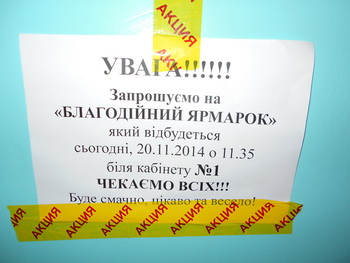 АКЦИЯ
АКЦИЯ
УВАГА!!!!!!
Запрошуємо на
«БЛАГОДІЙНИЙ ЯРМАРОК»
який відбудеться
сьогодні, 20.11.2014 о 11.35
біля кабінету №1
ЧЕКАЄМО ВСІХ!!!
Буде смачно, цікаво та весело!
АКЦИЯ АКЦИЯ АКЦИЯ АКЦИЯ АКЦИЯ АКЦИЯ АКЦИЯ